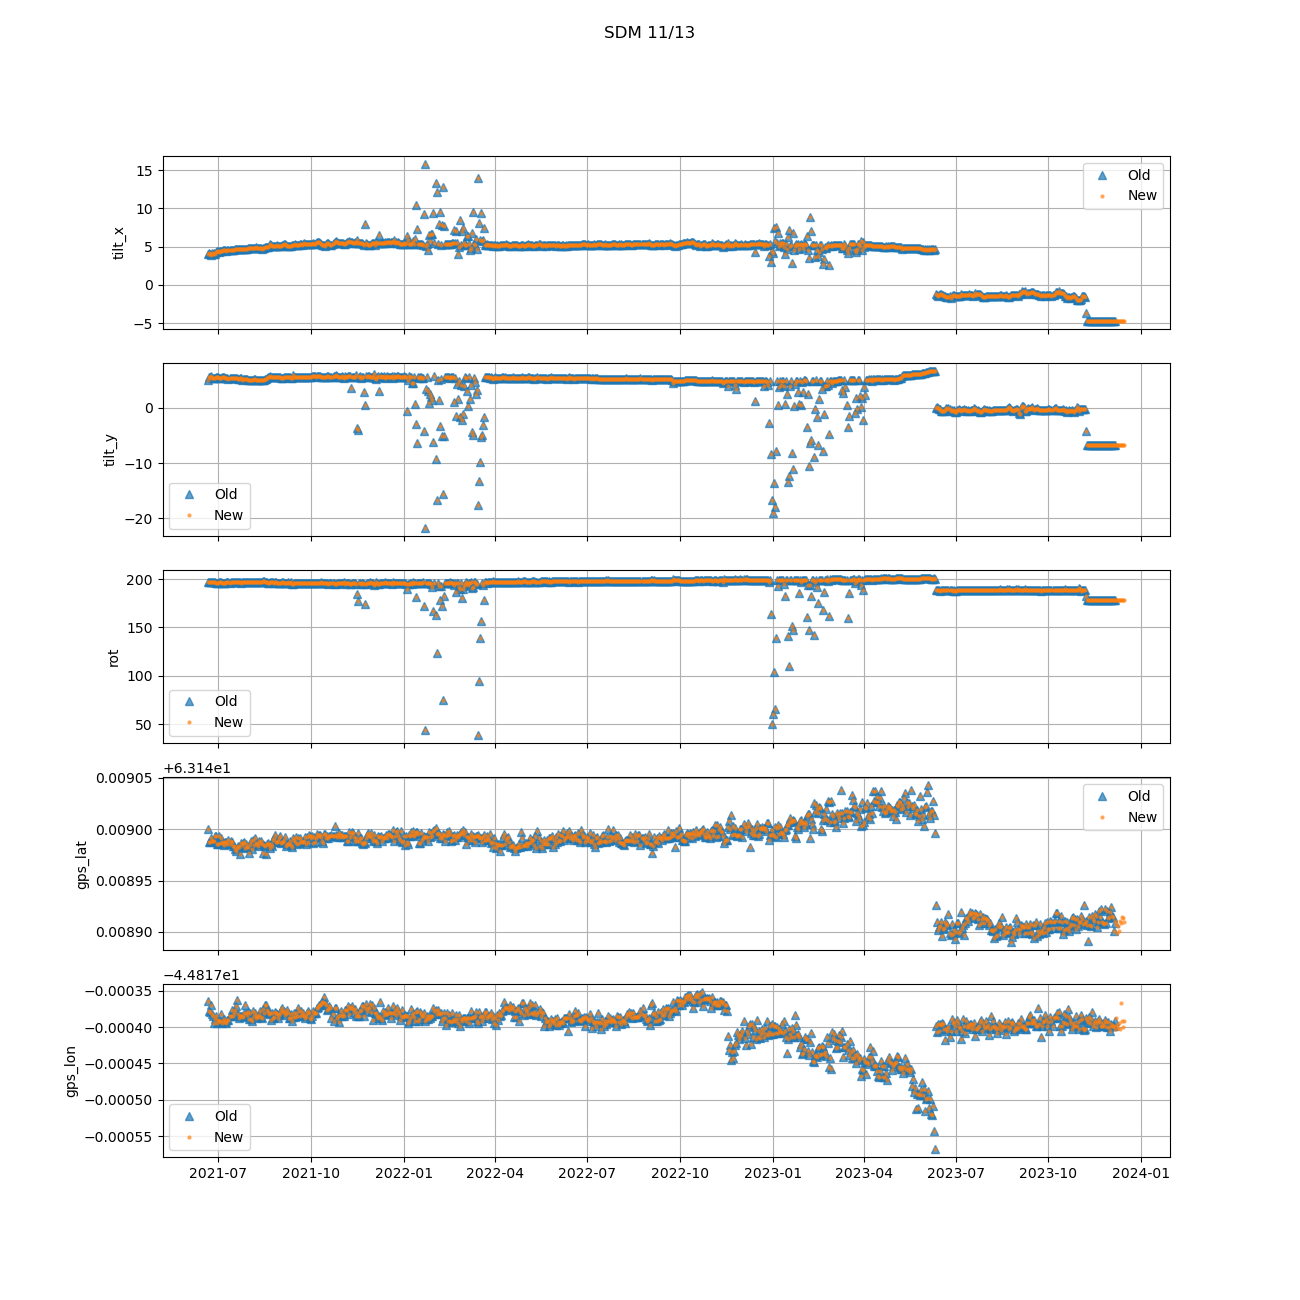 SDM 11/13
15
10
5
0
−5
tilt_x
Old
New
0
−10
−20
tilt_y
Old
New
200
150
100
50
rot
Old
New
+6.314e1
0.00905
0.00900
0.00895
0.00890
gps_lat
Old
New
−4.4817e1
−0.00035
−0.00040
−0.00045
−0.00050
−0.00055
gps_lon
Old
New
2021-07 2021-10 2022-01 2022-04 2022-07 2022-10 2023-01 2023-04 2023-07 2023-10 2024-01